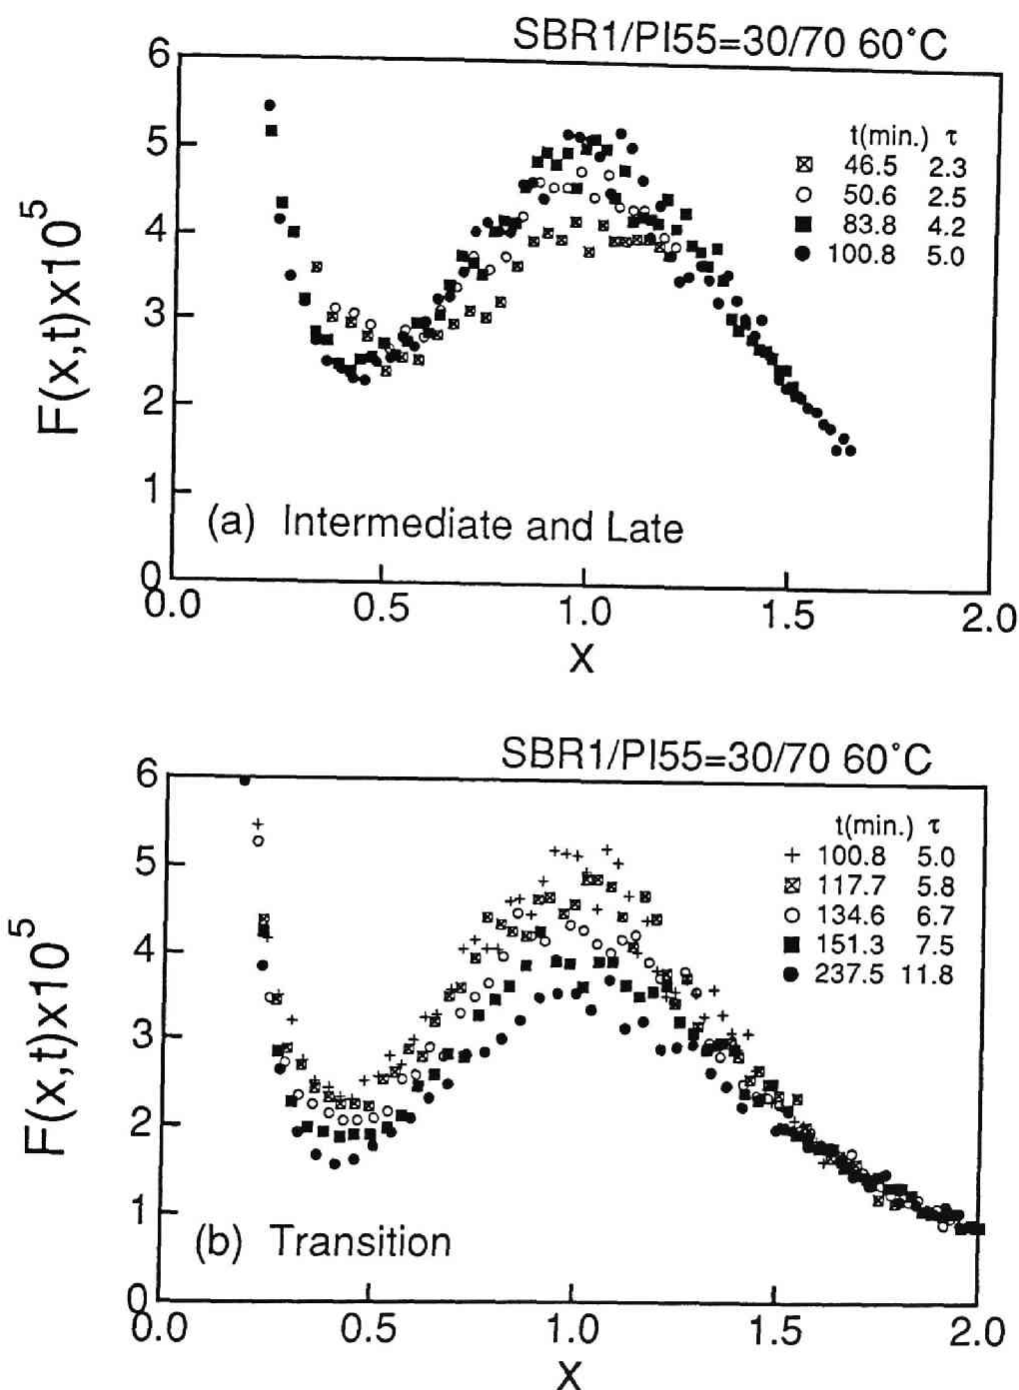 SBR1/PI55=30/70 60°C
6
5
4
3
2
1
0
F(x,t)x10^5
t(min.) τ
46.5 2.3
50.6 2.5
83.8 4.2
100.8 5.0
(a) Intermediate and Late
0.0 0.5 1.0 1.5 2.0
X
SBR1/PI55=30/70 60°C
6
5
4
3
2
1
0
F(x,t)x10^5
t(min.) τ
+ 100.8 5.0
117.7 5.8
134.6 6.7
151.3 7.5
237.5 11.8
(b) Transition
0.0 0.5 1.0 1.5 2.0
X